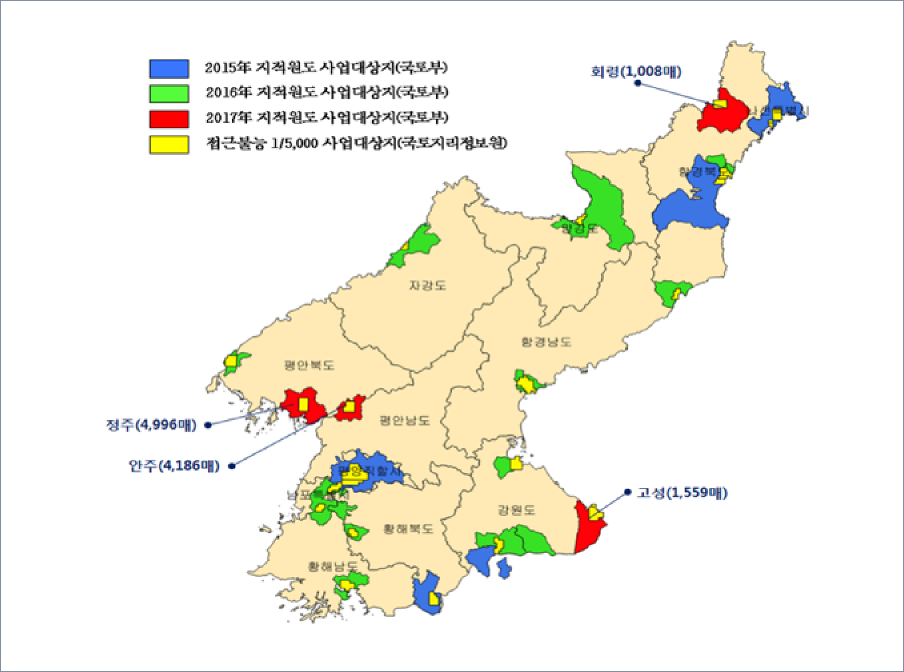 2015年 지적원도 사업대상지(국토부)
2016年 지적원도 사업대상지(국토부)
2017年 지적원도 사업대상지(국토부)
접근불능 1/5,000 사업대상지(국토지리정보원)
회령(1,008매)
함경북도
자강도
함경남도
평안북도
정주(4,996매)
평안남도
안주(4,186매)
평양직할시
남포특별시
고성(1,559매)
강원도
황해북도
황해남도